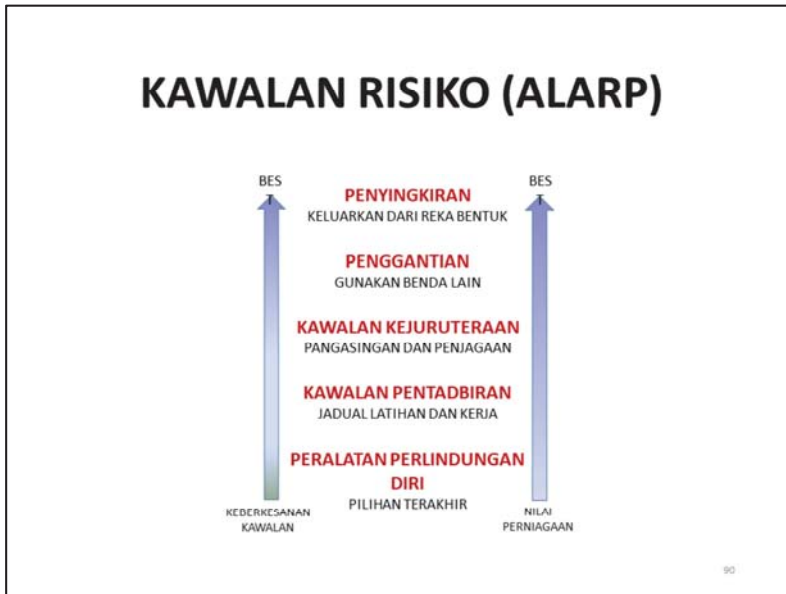 KAWALAN RISIKO (ALARP)
BES
T
PENYINGKIRAN
KELUARKAN DARI REKA BENTUK
BES
T
PENGGANTIAN
GUNAKAN BENDA LAIN
KAWALAN KEJURUTERAAN
PANGASINGAN DAN PENJAGAAN
KAWALAN PENTADBIRAN
JADUAL LATIHAN DAN KERJA
PERALATAN PERLINDUNGAN
DIRI
PILIHAN TERAKHIR
KEBERKESANAN
KAWALAN
NILAI
PERNIAGAAN
90